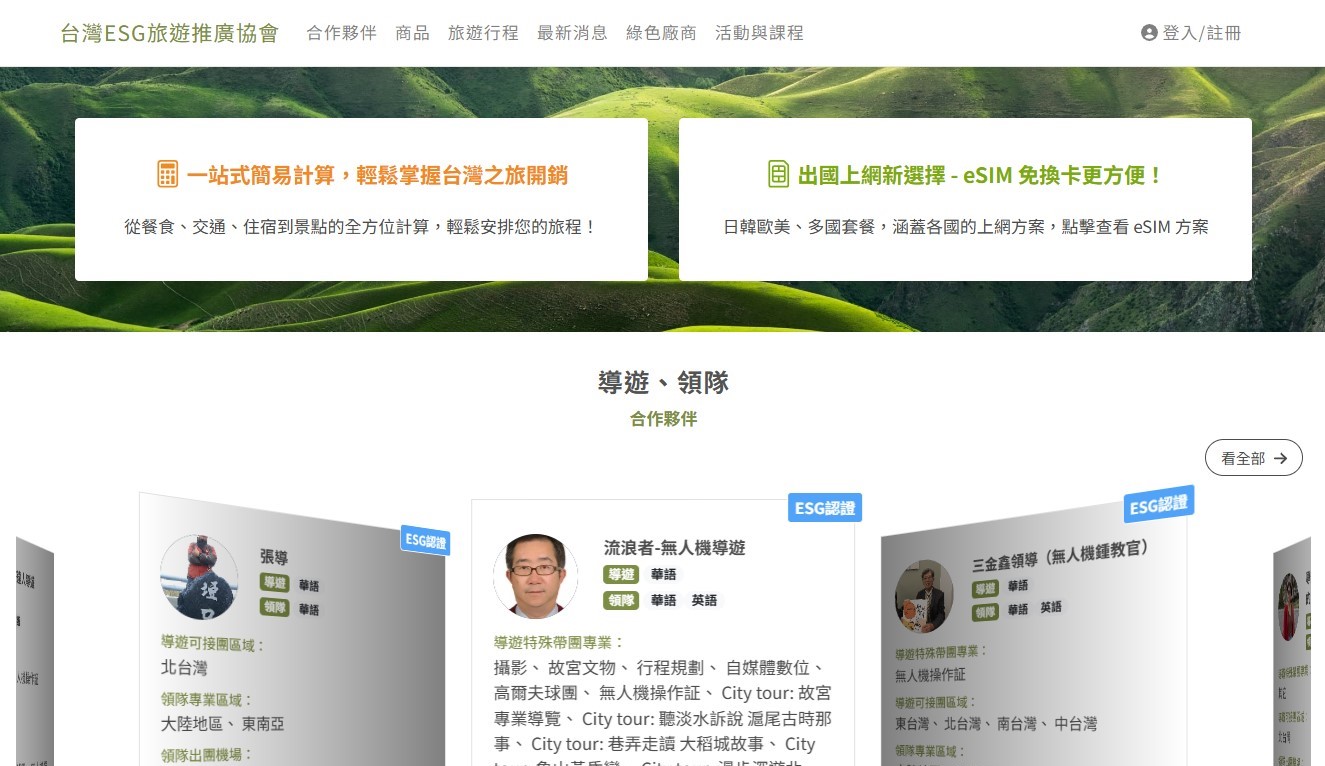 台灣ESG旅遊推廣協會 合作夥伴 商品 旅遊行程 最新消息 綠色廠商 活動與課程 登入/註冊
一站式簡易計算，輕鬆掌握台灣之旅開銷
從餐食、交通、住宿到景點的全方位計算，輕鬆安排您的旅程！
出國上網新選擇 - eSIM 免換卡更方便！
日韓歐美、多國套餐，涵蓋各國的上網方案，點擊查看 eSIM 方案
導遊、領隊
合作夥伴
看全部
ESG認證
張導
導遊 華語
領隊 華語
導遊可接團區域：
北台灣
領隊專業區域：
大陸地區、 東南亞
領隊出團機場：
ESG認證
流浪者-無人機導遊
導遊 華語
領隊 華語 英語
導遊特殊帶團專業：
攝影、 故宮文物、 行程規劃、 自媒體數位、
高爾夫球團、 無人機操作証、 City tour: 故宮
專業導覽、 City tour: 聽淡水訴說 滬尾古時那
事、 City tour: 巷弄走讀 大稻城故事、 City
ESG認證
三金鑫領導（無人機鍾教官）
導遊 華語
領隊 華語 英語
導遊特殊帶團專業：
無人機操作証
導遊可接團區域：
東台灣、 北台灣、 南台灣、 中台灣
領隊專業區域：